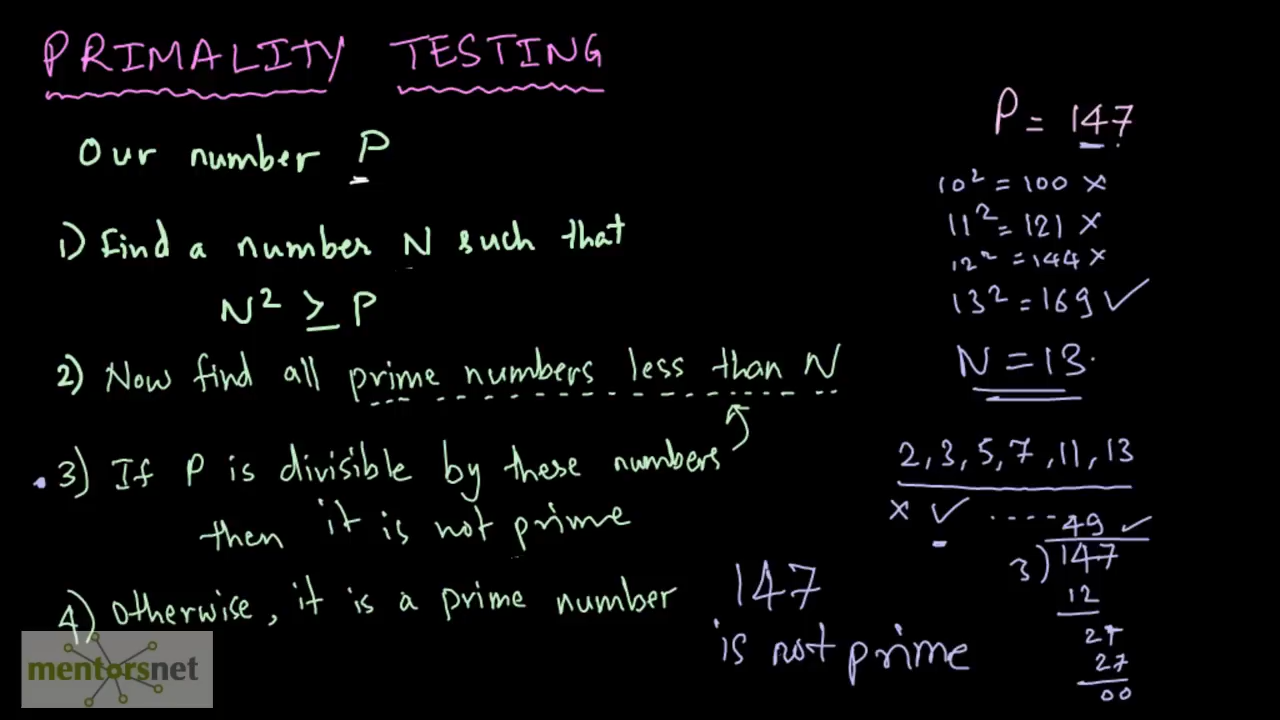 PRIMALITY TESTING
Our number P
1) Find a number N such that
N² ≥ P
2) Now find all prime numbers less than N
3) If P is divisible by these numbers
then it is not prime
4) Otherwise, it is a prime number
P = 147
10² = 100 ×
11² = 121 ×
12² = 144 ×
13² = 169 ✓
N = 13
2, 3, 5, 7, 11, 13
× ✓ .....
49 ✓
3) 147
12
27
27
00
147
is not prime
mentorsnet